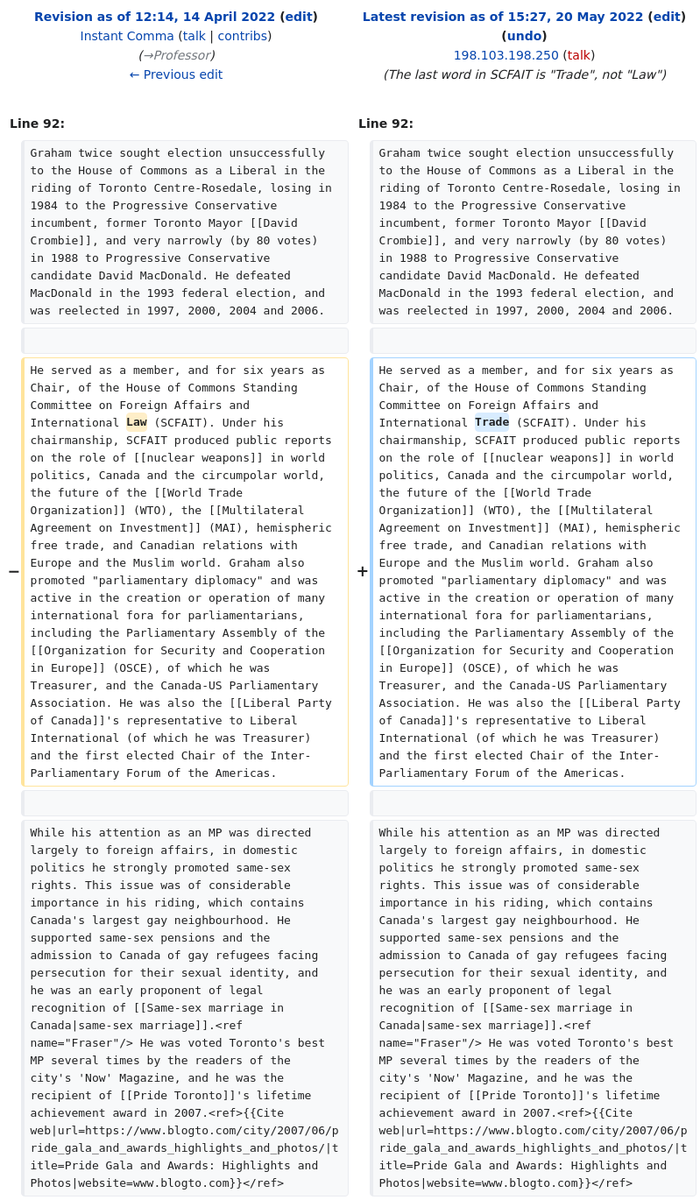 Revision as of 12:14, 14 April 2022 (edit)
Instant Comma (talk | contribs)
(→Professor)
← Previous edit
Latest revision as of 15:27, 20 May 2022 (edit)
(undo)
198.103.198.250 (talk)
(The last word in SCFAIT is "Trade", not "Law")
Line 92:
Graham twice sought election unsuccessfully
to the House of Commons as a Liberal in the
riding of Toronto Centre-Rosedale, losing in
1984 to the Progressive Conservative
incumbent, former Toronto Mayor [[David
Crombie]], and very narrowly (by 80 votes)
in 1988 to Progressive Conservative
candidate David MacDonald. He defeated
MacDonald in the 1993 federal election, and
was reelected in 1997, 2000, 2004 and 2006.
−
He served as a member, and for six years as
Chair, of the House of Commons Standing
Committee on Foreign Affairs and
International Law (SCFAIT). Under his
chairmanship, SCFAIT produced public reports
on the role of [[nuclear weapons]] in world
politics, Canada and the circumpolar world,
the future of the [[World Trade
Organization]] (WTO), the [[Multilateral
Agreement on Investment]] (MAI), hemispheric
free trade, and Canadian relations with
Europe and the Muslim world. Graham also
promoted "parliamentary diplomacy" and was
active in the creation or operation of many
international fora for parliamentarians,
including the Parliamentary Assembly of the
[[Organization for Security and Cooperation
in Europe]] (OSCE), of which he was
Treasurer, and the Canada-US Parliamentary
Association. He was also the [[Liberal Party
of Canada]]'s representative to Liberal
International (of which he was Treasurer)
and the first elected Chair of the Inter-
Parliamentary Forum of the Americas.
While his attention as an MP was directed
largely to foreign affairs, in domestic
politics he strongly promoted same-sex
rights. This issue was of considerable
importance in his riding, which contains
Canada's largest gay neighbourhood. He
supported same-sex pensions and the
admission to Canada of gay refugees facing
persecution for their sexual identity, and
he was an early proponent of legal
recognition of [[Same-sex marriage in
Canada|same-sex marriage]].<ref
name="Fraser"/> He was voted Toronto's best
MP several times by the readers of the
city's 'Now' Magazine, and he was the
recipient of [[Pride Toronto]]'s lifetime
achievement award in 2007.<ref>{{Cite
web|url=https://www.blogto.com/city/2007/06/p
ride_gala_and_awards_highlights_and_photos/|t
itle=Pride Gala and Awards: Highlights and
Photos|website=www.blogto.com}}</ref>
Line 92:
Graham twice sought election unsuccessfully
to the House of Commons as a Liberal in the
riding of Toronto Centre-Rosedale, losing in
1984 to the Progressive Conservative
incumbent, former Toronto Mayor [[David
Crombie]], and very narrowly (by 80 votes)
in 1988 to Progressive Conservative
candidate David MacDonald. He defeated
MacDonald in the 1993 federal election, and
was reelected in 1997, 2000, 2004 and 2006.
+
He served as a member, and for six years as
Chair, of the House of Commons Standing
Committee on Foreign Affairs and
International Trade (SCFAIT). Under his
chairmanship, SCFAIT produced public reports
on the role of [[nuclear weapons]] in world
politics, Canada and the circumpolar world,
the future of the [[World Trade
Organization]] (WTO), the [[Multilateral
Agreement on Investment]] (MAI), hemispheric
free trade, and Canadian relations with
Europe and the Muslim world. Graham also
promoted "parliamentary diplomacy" and was
active in the creation or operation of many
international fora for parliamentarians,
including the Parliamentary Assembly of the
[[Organization for Security and Cooperation
in Europe]] (OSCE), of which he was
Treasurer, and the Canada-US Parliamentary
Association. He was also the [[Liberal Party
of Canada]]'s representative to Liberal
International (of which he was Treasurer)
and the first elected Chair of the Inter-
Parliamentary Forum of the Americas.
While his attention as an MP was directed
largely to foreign affairs, in domestic
politics he strongly promoted same-sex
rights. This issue was of considerable
importance in his riding, which contains
Canada's largest gay neighbourhood. He
supported same-sex pensions and the
admission to Canada of gay refugees facing
persecution for their sexual identity, and
he was an early proponent of legal
recognition of [[Same-sex marriage in
Canada|same-sex marriage]].<ref
name="Fraser"/> He was voted Toronto's best
MP several times by the readers of the
city's 'Now' Magazine, and he was the
recipient of [[Pride Toronto]]'s lifetime
achievement award in 2007.<ref>{{Cite
web|url=https://www.blogto.com/city/2007/06/p
ride_gala_and_awards_highlights_and_photos/|t
itle=Pride Gala and Awards: Highlights and
Photos|website=www.blogto.com}}</ref>